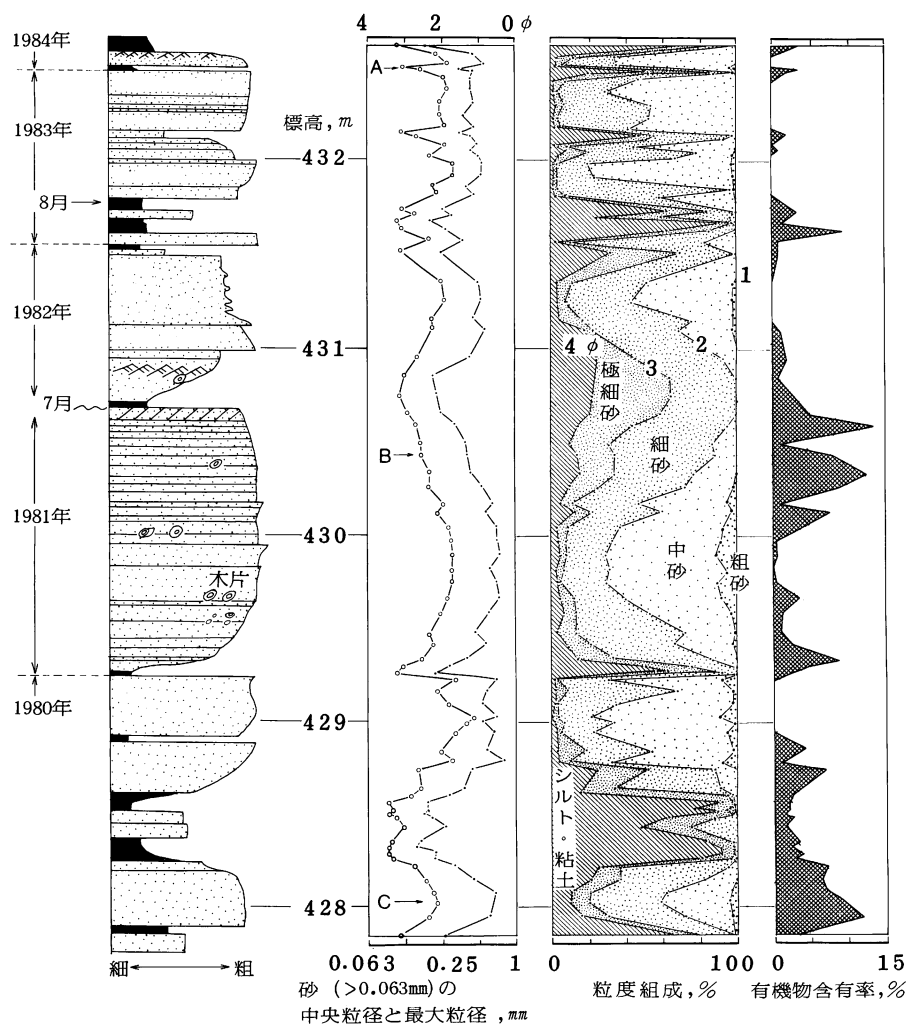 4 2 0 φ
1984年
A
1983年
標高, m
432
8月
1
1982年
2
431
4 φ
3
極細砂
7月
細砂
B
1981年
430
中砂
粗砂
木片
1980年
429
シルト・粘土
C
428
細 粗
0.063 0.25 1
0 100
0 15
砂 (>0.063mm)の
中央粒径と最大粒径 , mm
粒度組成, %
有機物含有率, %